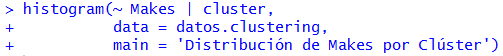 > histogram(~ Makes | cluster,
+ data = datos.clustering,
+ main = 'Distribución de Makes por Clúster')